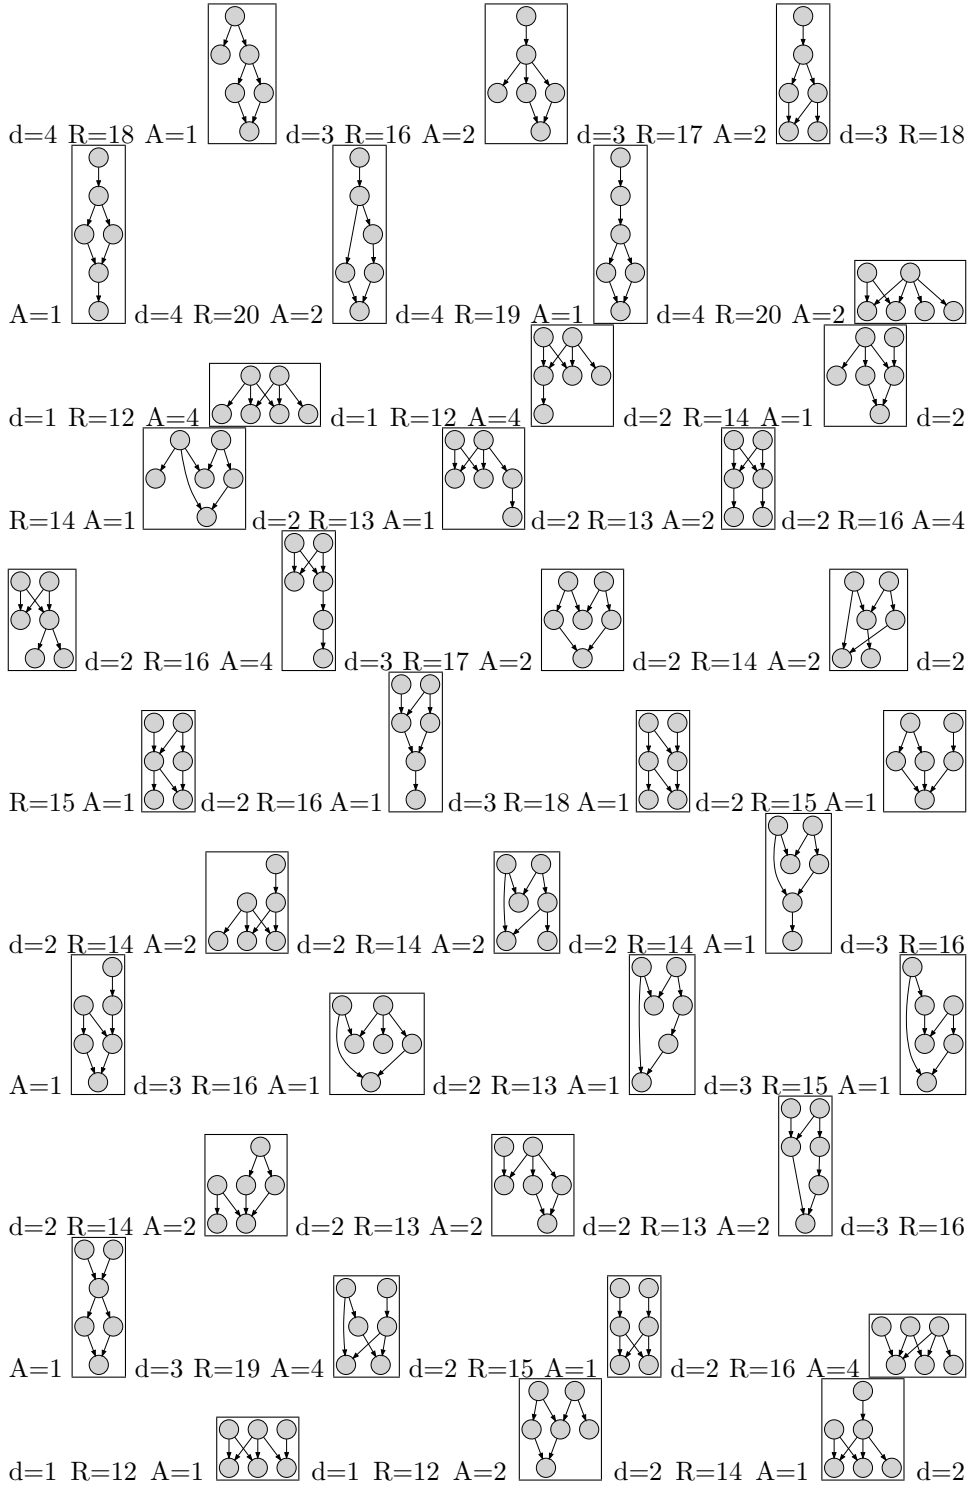 d=4 R=18 A=1 d=3 R=16 A=2 d=3 R=17 A=2 d=3 R=18
A=1 d=4 R=20 A=2 d=4 R=19 A=1 d=4 R=20 A=2
d=1 R=12 A=4 d=1 R=12 A=4 d=2 R=14 A=1 d=2
R=14 A=1 d=2 R=13 A=1 d=2 R=13 A=2 d=2 R=16 A=4
d=2 R=16 A=4 d=3 R=17 A=2 d=2 R=14 A=2 d=2
R=15 A=1 d=2 R=16 A=1 d=3 R=18 A=1 d=2 R=15 A=1
d=2 R=14 A=2 d=2 R=14 A=2 d=2 R=14 A=1 d=3 R=16
A=1 d=3 R=16 A=1 d=2 R=13 A=1 d=3 R=15 A=1
d=2 R=14 A=2 d=2 R=13 A=2 d=2 R=13 A=2 d=3 R=16
A=1 d=3 R=19 A=4 d=2 R=15 A=1 d=2 R=16 A=4
d=1 R=12 A=1 d=1 R=12 A=2 d=2 R=14 A=1 d=2